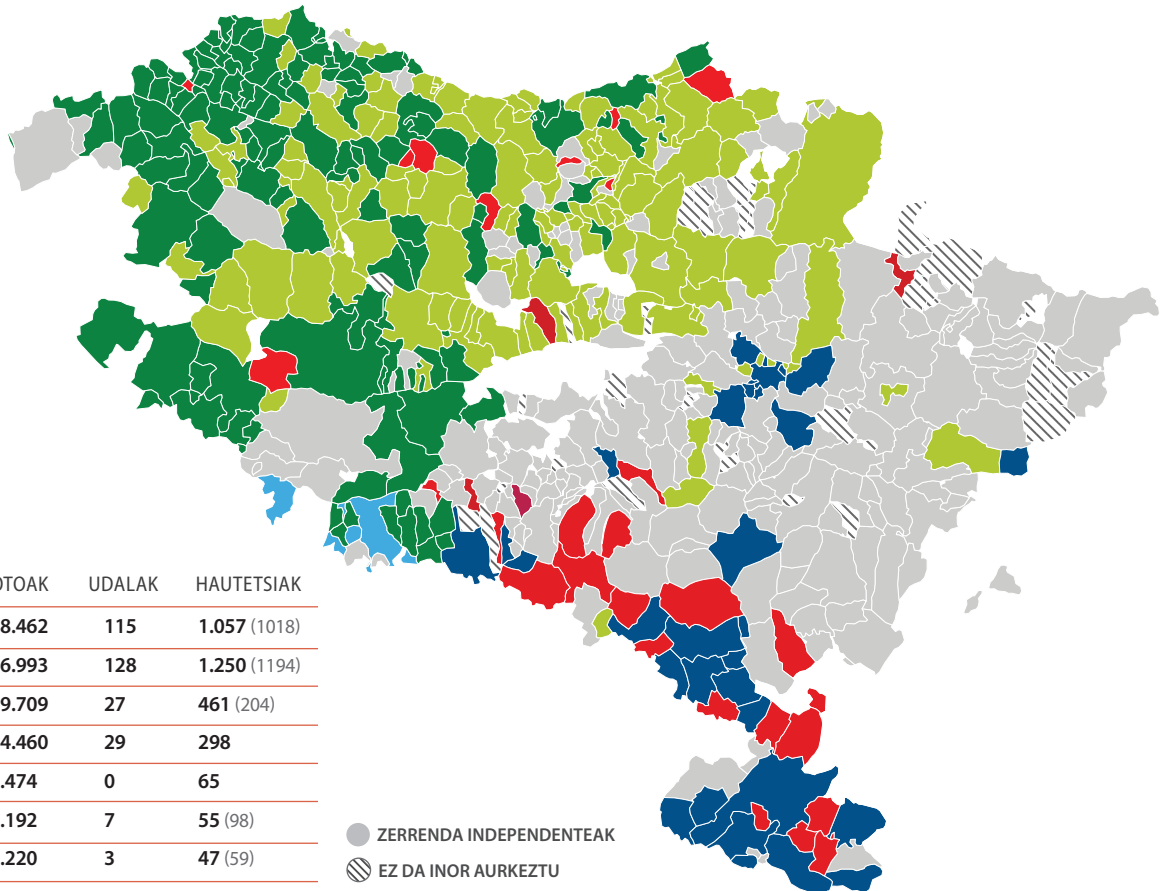 OTOAK UDALAK HAUTETSIAK
8.462 115 1.057 (1018)
6.993 128 1.250 (1194)
9.709 27 461 (204)
4.460 29 298
.474 0 65
.192 7 55 (98)
.220 3 47 (59)
ZERRENDA INDEPENDENTEAK
EZ DA INOR AURKEZTU